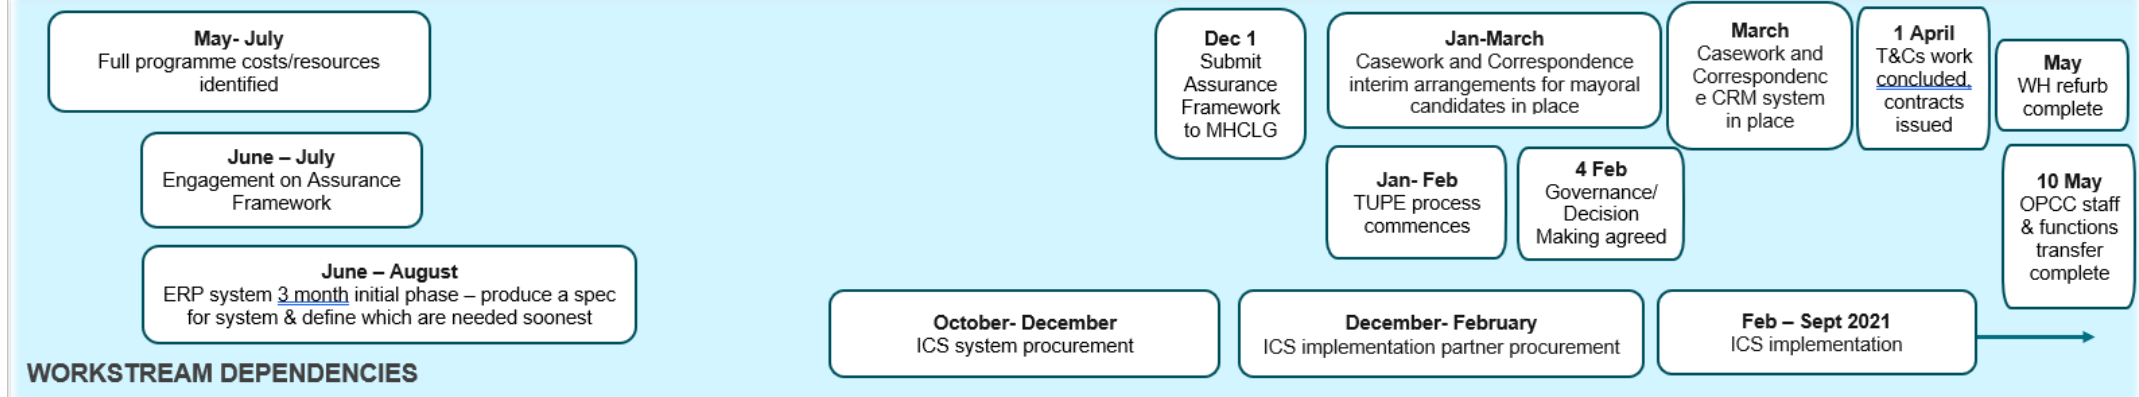 May- July
Full programme costs/resources
identified
June – July
Engagement on Assurance
Framework
June – August
ERP system 3 month initial phase – produce a spec
for system & define which are needed soonest
October- December
ICS system procurement
Dec 1
Submit
Assurance
Framework
to MHCLG
December- February
ICS implementation partner procurement
Jan-March
Casework and Correspondence
interim arrangements for mayoral
candidates in place
Jan- Feb
TUPE process
commences
4 Feb
Governance/
Decision
Making agreed
Feb – Sept 2021
ICS implementation
March
Casework and
Correspondenc
e CRM system
in place
1 April
T&Cs work
concluded,
contracts
issued
May
WH refurb
complete
10 May
OPCC staff
& functions
transfer
complete
WORKSTREAM DEPENDENCIES